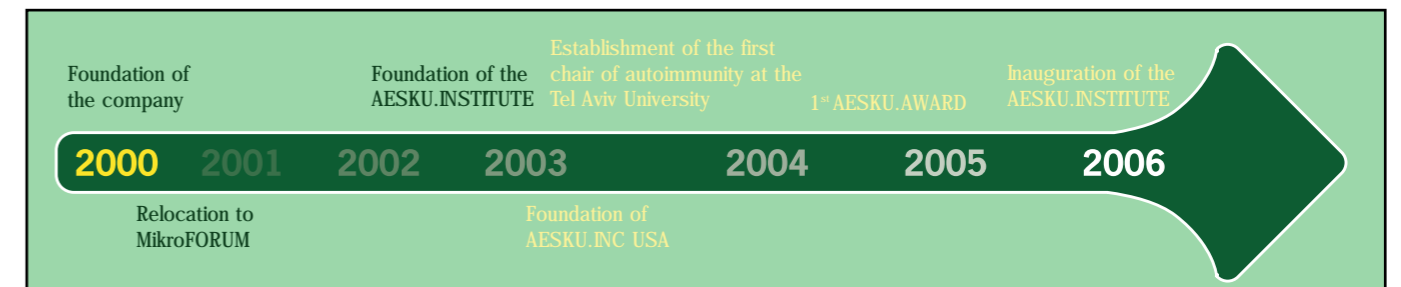 Foundation of
the company
Foundation of the
AESKU.INSTITUTE
Establishment of the first
chair of autoimmunity at the
Tel Aviv University
1st AESKU.AWARD
Inauguration of the
AESKU.INSTITUTE
2000 2001 2002 2003 2004 2005 2006
Relocation to
MikroFORUM
Foundation of
AESKU.INC USA